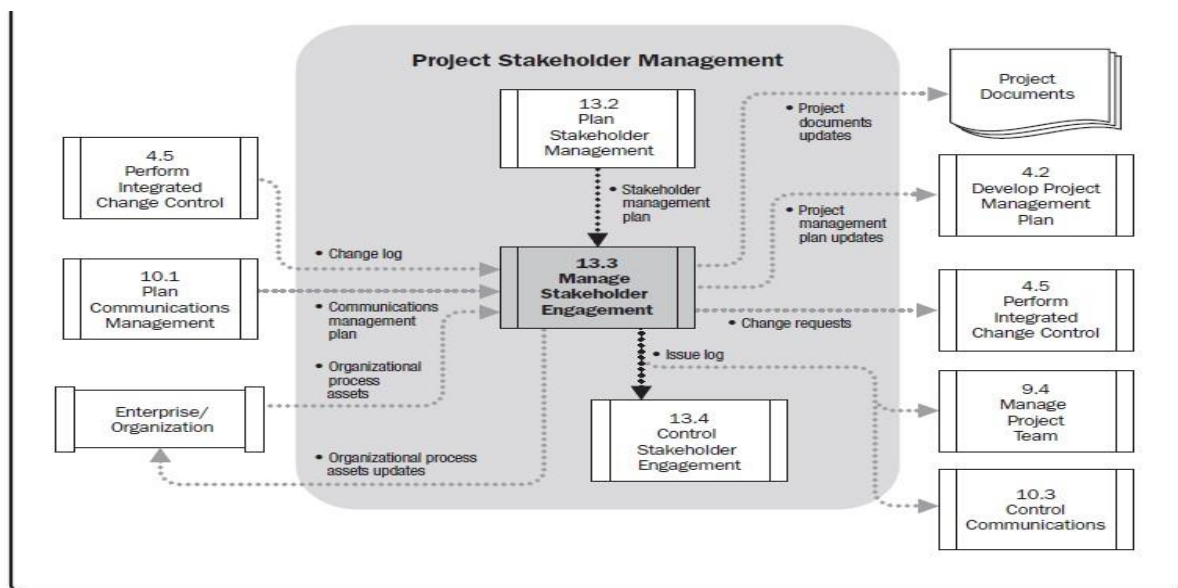 Project Stakeholder Management
13.2
Plan
Stakeholder
Management
• Project
documents
updates
Project
Documents
4.5
Perform
Integrated
Change Control
• Stakeholder
management
plan
• Project
management
plan updates
4.2
Develop Project
Management
Plan
• Change log
10.1
Plan
Communications
Management
13.3
Manage
Stakeholder
Engagement
• Communications
management
plan
• Change requests
4.5
Perform
Integrated
Change Control
• Organizational
process
assets
• Issue log
Enterprise/
Organization
13.4
Control
Stakeholder
Engagement
9.4
Manage
Project
Team
• Organizational process
assets updates
10.3
Control
Communications